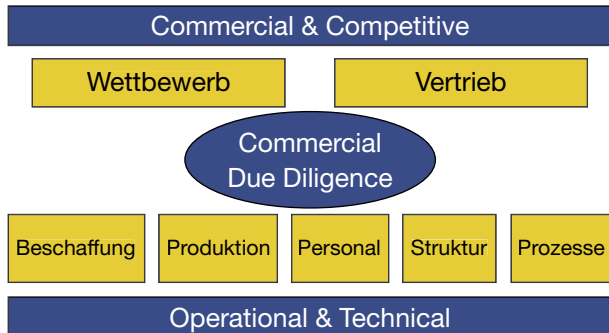 Commercial & Competitive
Wettbewerb
Vertrieb
Commercial
Due Diligence
Beschaffung
Produktion
Personal
Struktur
Prozesse
Operational & Technical